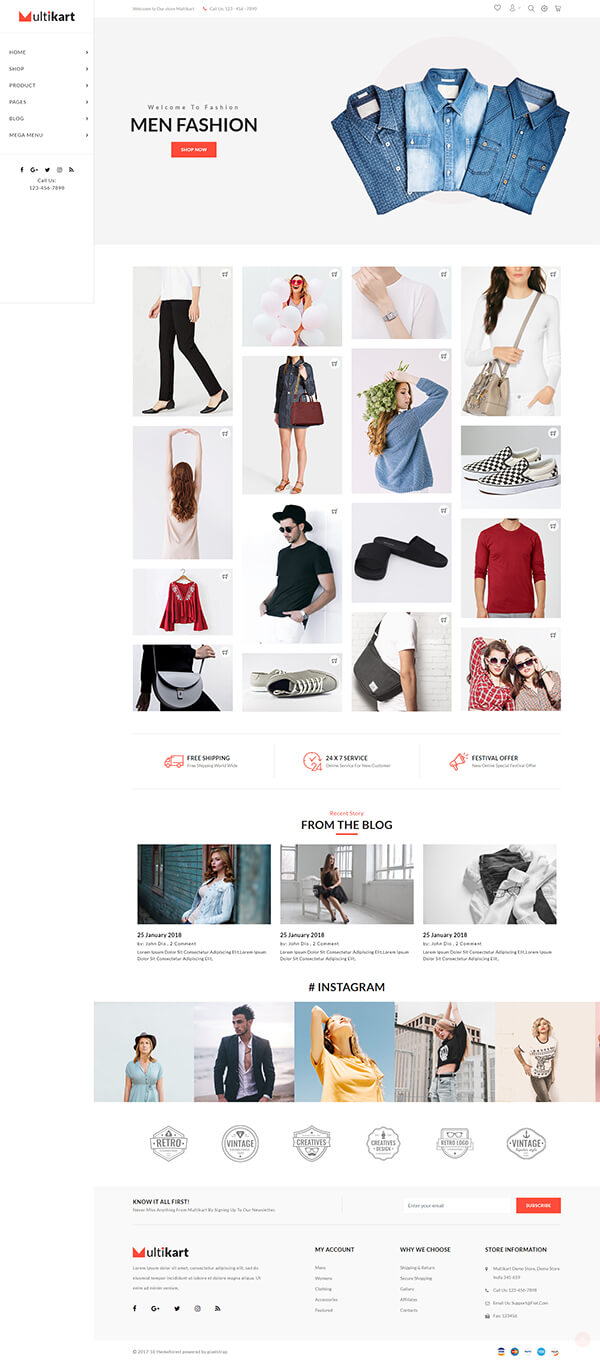 Multikart
HOME
SHOP
PRODUCT
PAGES
BLOG
MEGA MENU
Call Us:
123-456-7898
Welcome to Our store Multikart
Call Us: 123 - 456 - 7890
Welcome To Fashion
MEN FASHION
SHOP NOW
FREE SHIPPING
Free Shipping World Wide
24
24 X 7 SERVICE
Online Service For New Customer
FESTIVAL OFFER
New Online Special Festival Offer
Recent Story
FROM THE BLOG
25 January 2018
by: John Dio , 2 Comment
Lorem Ipsum Dolor Sit Consectetur Adipiscing Elit,Lorem Ipsum
Dolor Sit Consectetur Adipiscing Elit,
25 January 2018
by: John Dio , 2 Comment
Lorem Ipsum Dolor Sit Consectetur Adipiscing Elit,Lorem Ipsum
Dolor Sit Consectetur Adipiscing Elit,
25 January 2018
by: John Dio , 2 Comment
Lorem Ipsum Dolor Sit Consectetur Adipiscing Elit,Lorem Ipsum
Dolor Sit Consectetur Adipiscing Elit,
# INSTAGRAM
RETRO
VINTAGE
CREATIVES
CREATIVES
DESIGN
RETRO LOGO
VINTAGE
KNOW IT ALL FIRST!
Never Miss Anything From Multikart By Signing Up To Our Newsletter.
Enter your email
SUBSCRIBE
Multikart
Lorem ipsum dolor sit amet, consectetur adipiscing elit, sed do
eiusmod tempor incididunt ut labore et dolore magna aliqua. Ut
enim ad minim veniam,
MY ACCOUNT
Mens
Womens
Clothing
Accessories
Featured
WHY WE CHOOSE
Shipping & Return
Secure Shopping
Gallary
Affiliates
Contacts
STORE INFORMATION
Multikart Demo Store, Demo Store
India 345-659
Call Us: 123-456-7898
Email Us: Support@Fiot.Com
Fax: 123456
© 2017-18 themeforest powered by pixelstrap